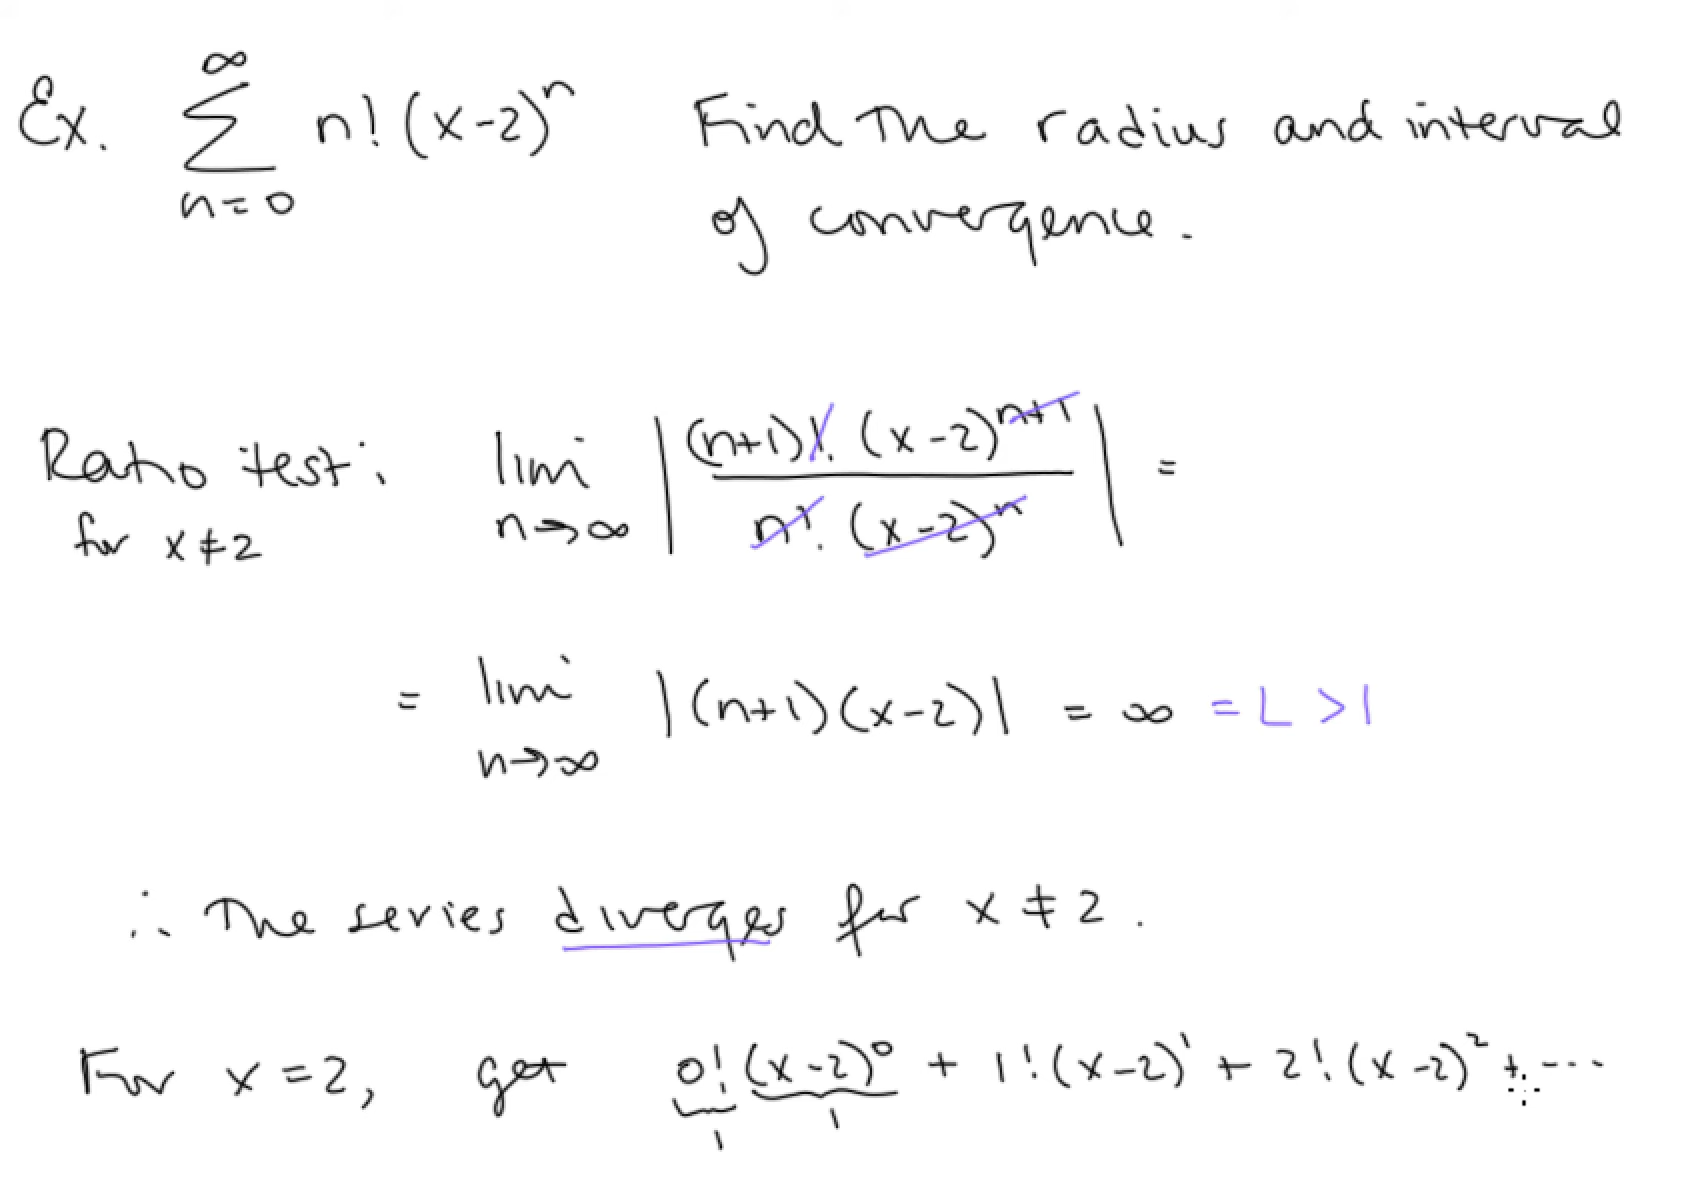 Ex. ∞∑n=0 n! (x-2)^n Find the radius and interval
of convergence.
Ratio test: lim n→∞ | (n+1)! (x-2)^(n+1) / n! (x-2)^n | =
for x ≠ 2
= lim n→∞ |(n+1)(x-2)| = ∞ = L > 1
∴ The series diverges for x ≠ 2.
For x = 2, get 0! (x-2)^0 + 1! (x-2)^1 + 2! (x-2)^2 + ...
1 1